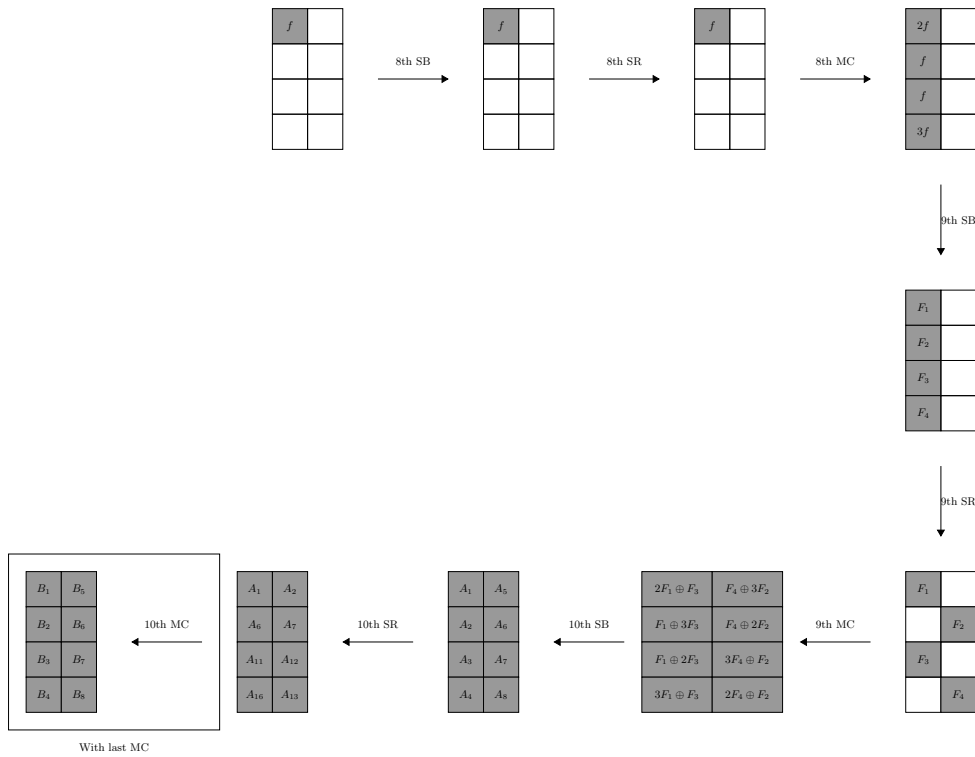 f f f 2f
8th SB 8th SR 8th MC
f
f
3f
9th SB
F₁
F₂
F₃
F₄
9th SR
B₁ B₅ A₁ A₂ A₁ A₅ 2F₁ ⊕ F₃ F₄ ⊕ 3F₂ F₁
B₂ B₆ 10th MC A₆ A₇ 10th SR A₂ A₆ 10th SB F₁ ⊕ 3F₃ F₄ ⊕ 2F₂ 9th MC F₂
B₃ B₇ A₁₁ A₁₂ A₃ A₇ F₁ ⊕ 2F₃ 3F₄ ⊕ F₂ F₃
B₄ B₈ A₁₆ A₁₃ A₄ A₈ 3F₁ ⊕ F₃ 2F₄ ⊕ F₂ F₄
With last MC